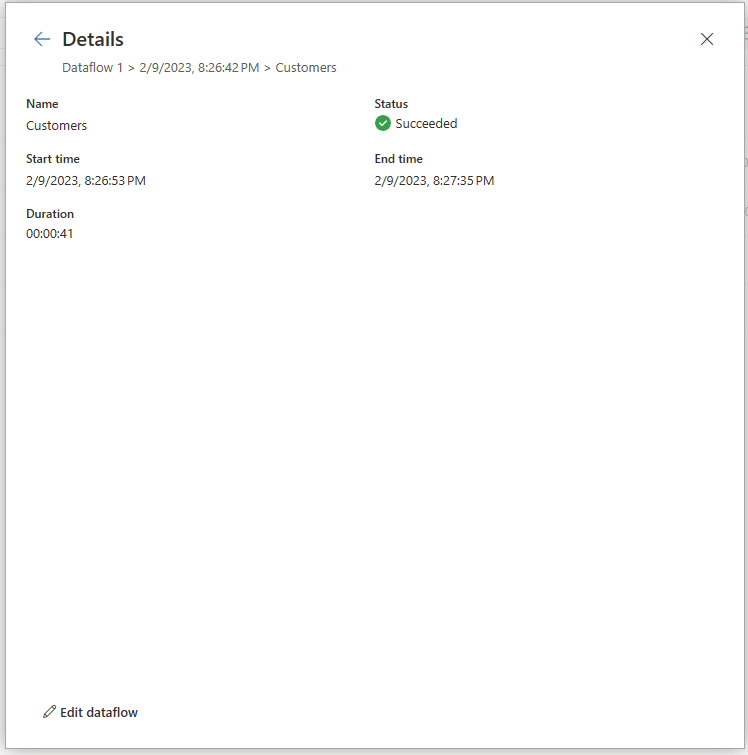 Details
Dataflow 1 > 2/9/2023, 8:26:42 PM > Customers
Name
Customers
Status
Succeeded
Start time
2/9/2023, 8:26:53 PM
End time
2/9/2023, 8:27:35 PM
Duration
00:00:41
Edit dataflow